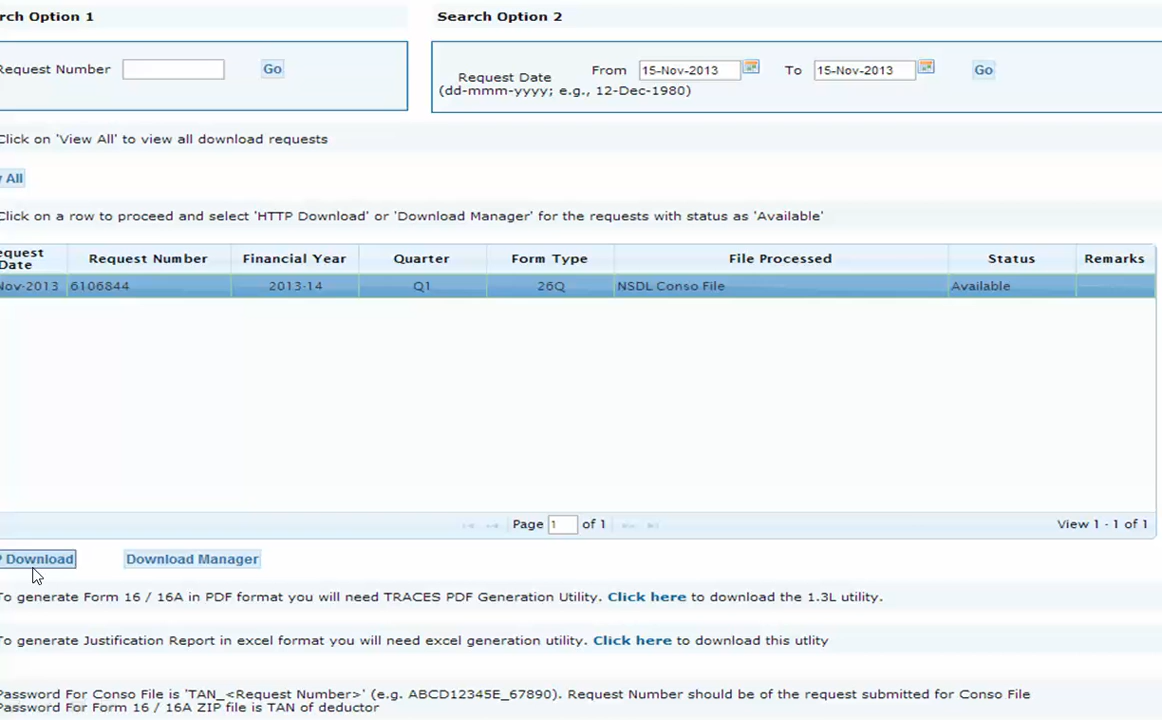 rch Option 1
Search Option 2
Request Number
Go
Request Date
From 15-Nov-2013 To 15-Nov-2013 Go
(dd-mmm-yyyy; e.g., 12-Dec-1980)
Click on 'View All' to view all download requests
All
Click on a row to proceed and select 'HTTP Download' or 'Download Manager' for the requests with status as 'Available'
equest Date Request Number Financial Year Quarter Form Type File Processed Status Remarks
Nov-2013 6106844 2013-14 Q1 26Q NSDL Conso File Available
Page 1 of 1 View 1 - 1 of 1
Download Download Manager
To generate Form 16 / 16A in PDF format you will need TRACES PDF Generation Utility. Click here to download the 1.3L utility.
To generate Justification Report in excel format you will need excel generation utility. Click here to download this utlity
Password For Conso File is 'TAN_<Request Number>' (e.g. ABCD12345E_67890). Request Number should be of the request submitted for Conso File
Password For Form 16 / 16A ZIP file is TAN of deductor